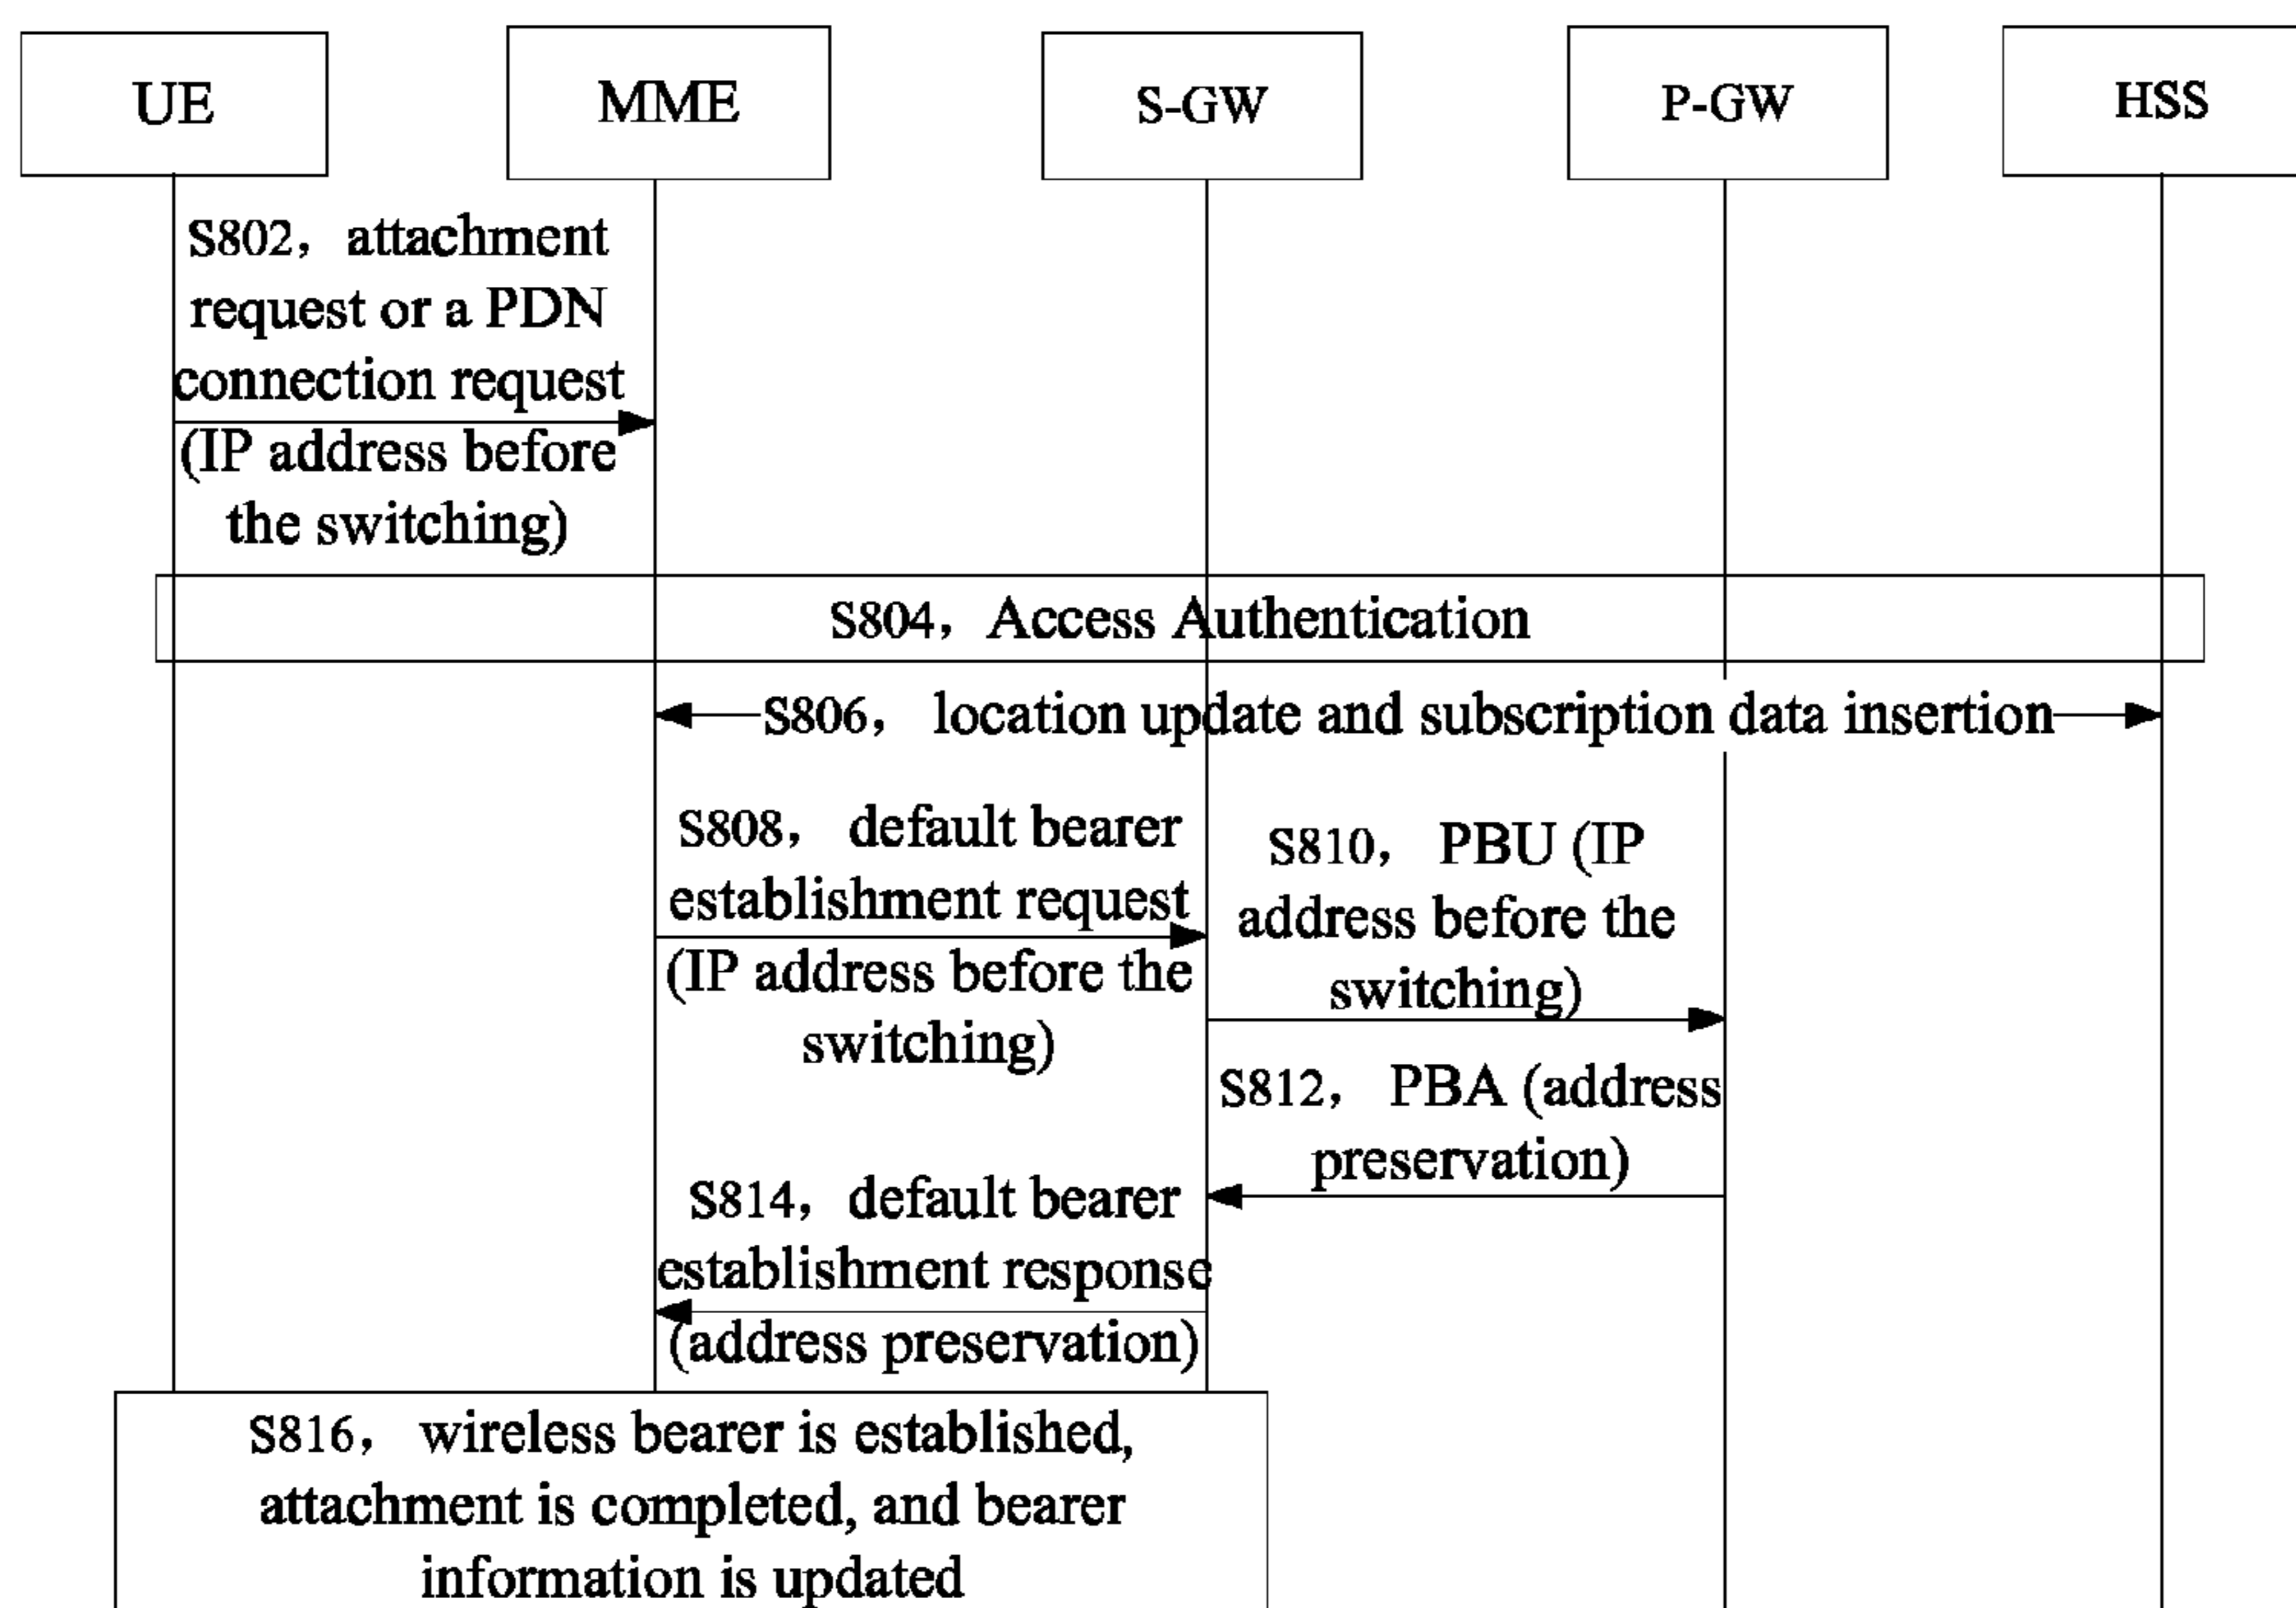 UE
MME
S-GW
P-GW
HSS
S802, attachment
request or a PDN
connection request
(IP address before
the switching)
S804, Access Authentication
S806, location update and subscription data insertion
S808, default bearer
establishment request
(IP address before the
switching)
S810, PBU (IP
address before the
switching)
S812, PBA (address
preservation)
S814, default bearer
establishment response
(address preservation)
S816, wireless bearer is established,
attachment is completed, and bearer
information is updated